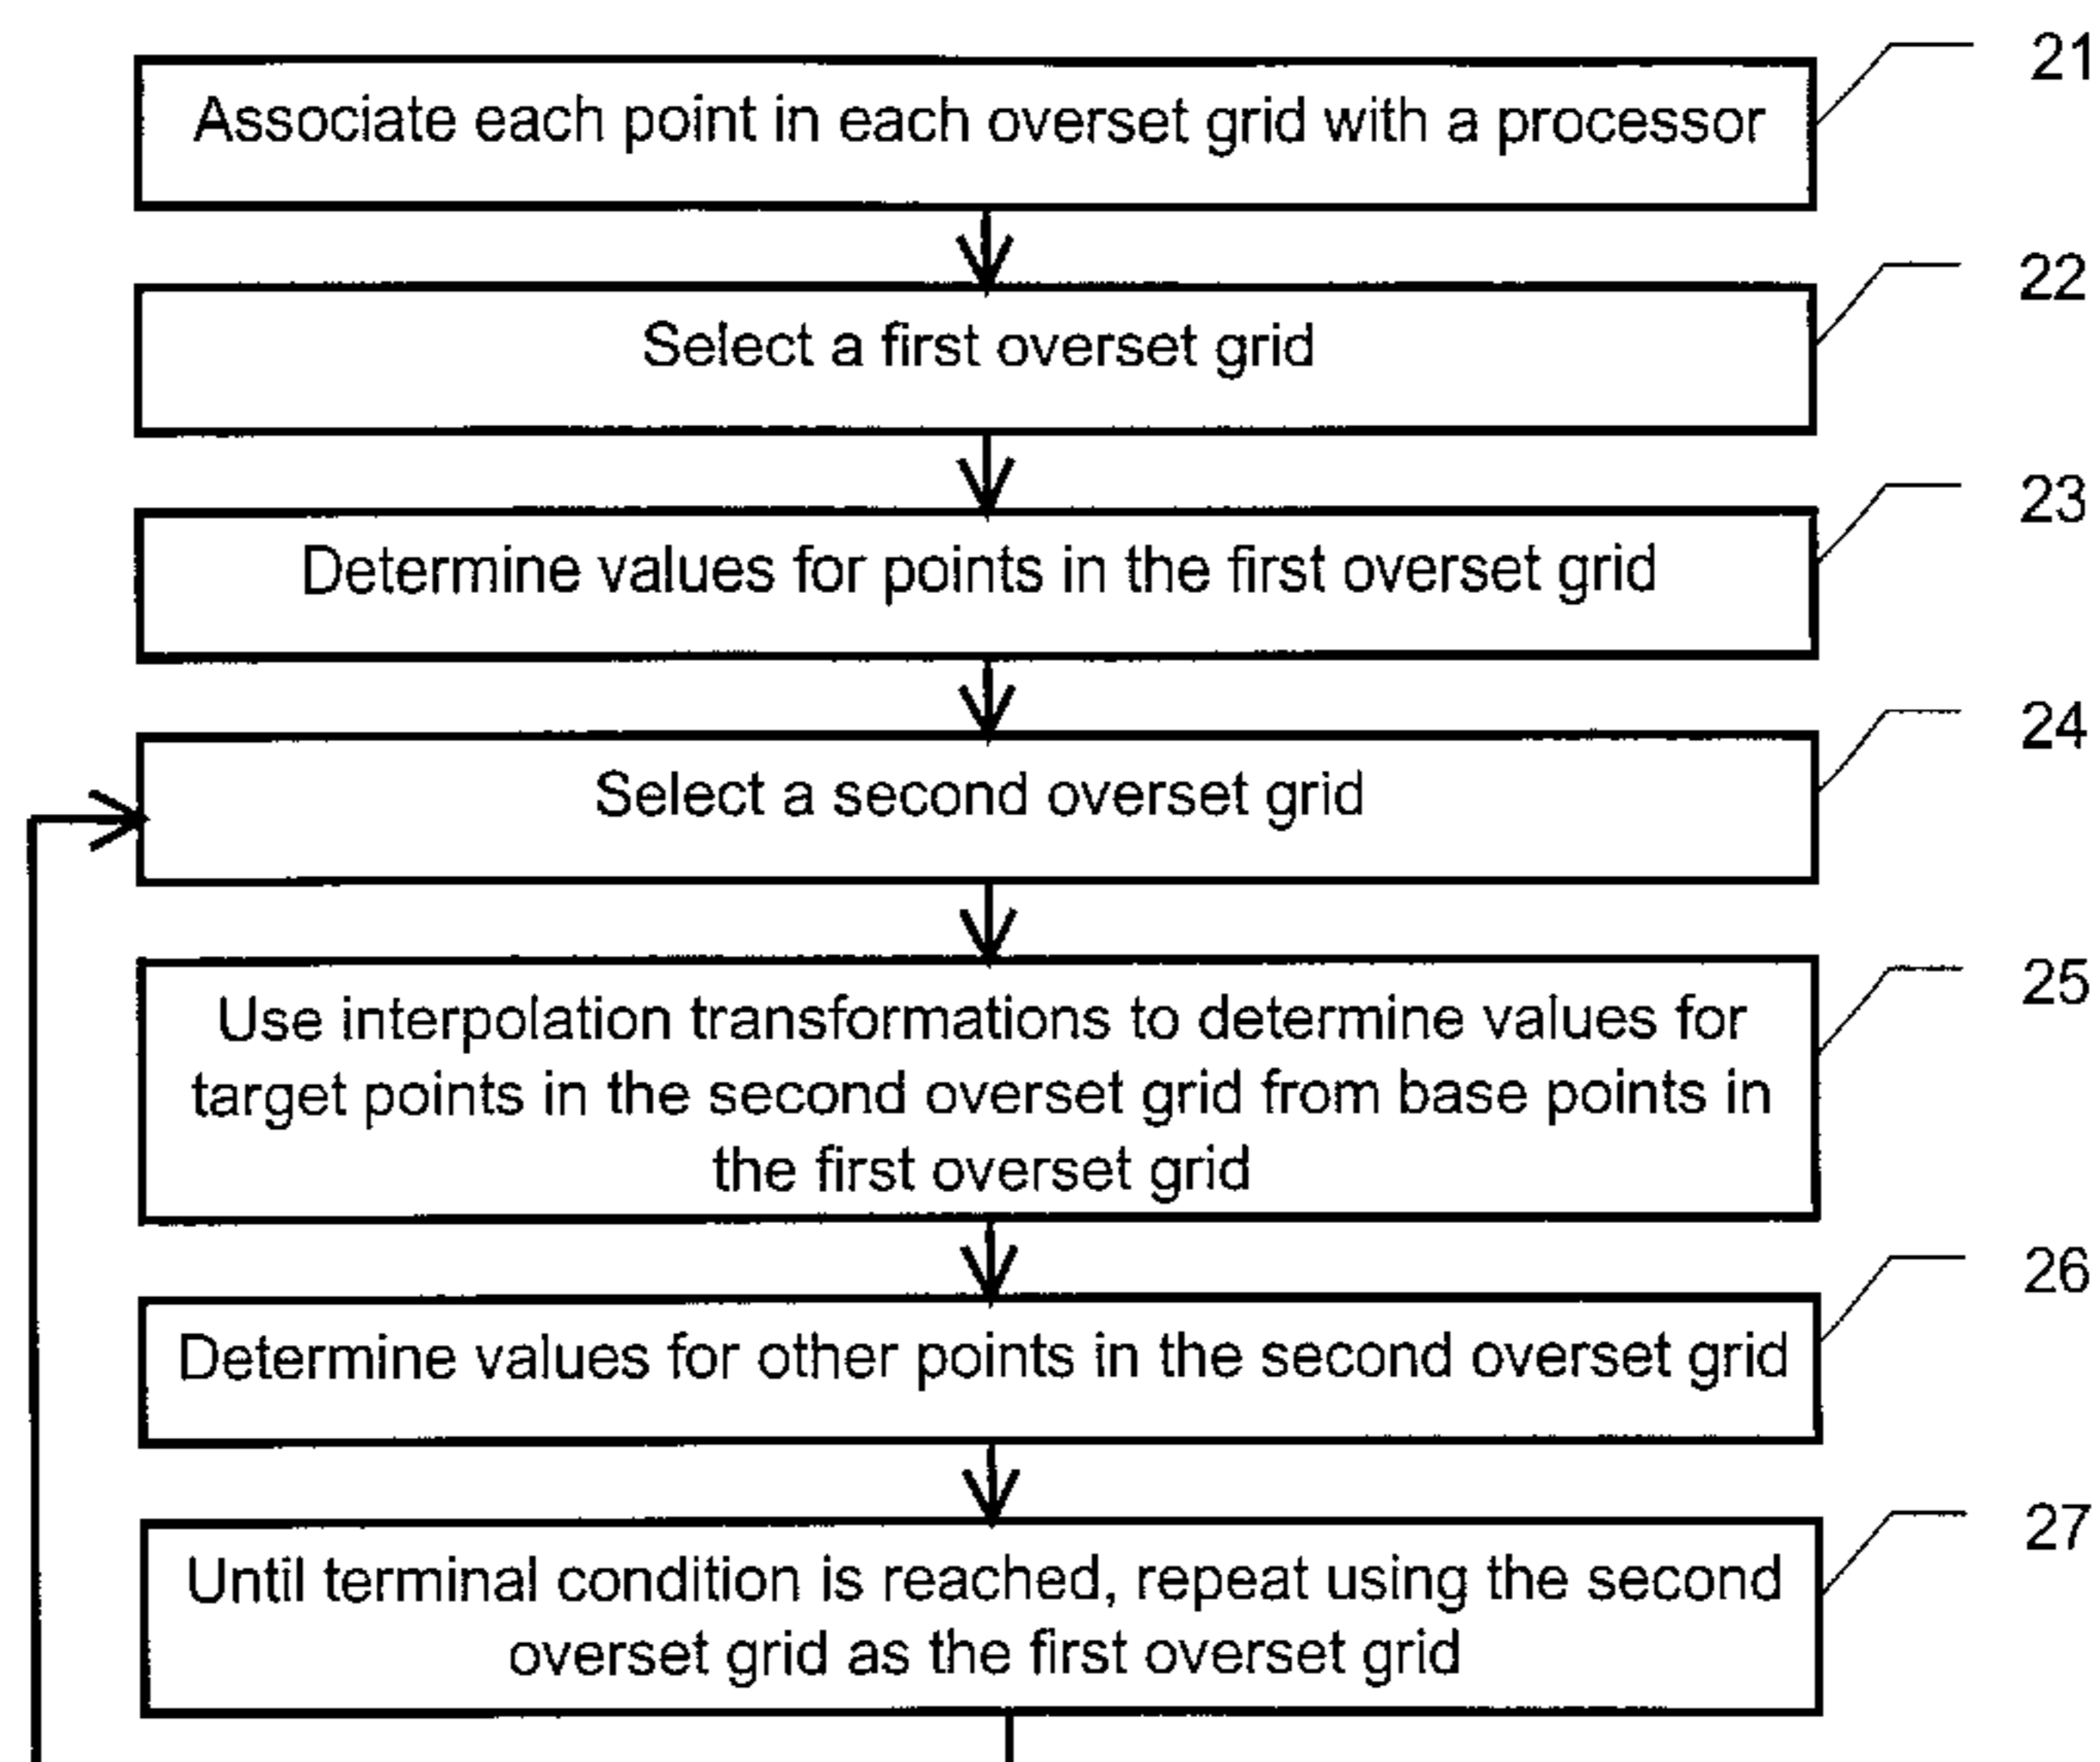 Associate each point in each overset grid with a processor
21
Select a first overset grid
22
Determine values for points in the first overset grid
23
Select a second overset grid
24
Use interpolation transformations to determine values for
target points in the second overset grid from base points in
the first overset grid
25
Determine values for other points in the second overset grid
26
Until terminal condition is reached, repeat using the second
overset grid as the first overset grid
27